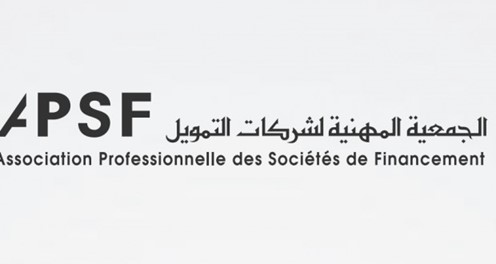 APSF الجمعية المهنية لشركات التمويل
Association Professionnelle des Sociétés de Financement